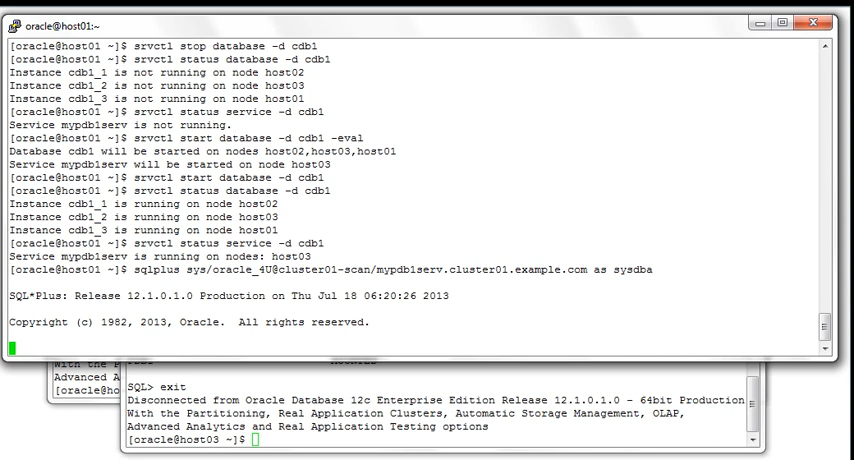 oracle@host01:~
[oracle@host01 ~]$ srvctl stop database -d cdb1
[oracle@host01 ~]$ srvctl status database -d cdb1
Instance cdb1_1 is not running on node host02
Instance cdb1_2 is not running on node host03
Instance cdb1_3 is not running on node host01
[oracle@host01 ~]$ srvctl status service -d cdb1
Service mypdb1serv is not running.
[oracle@host01 ~]$ srvctl start database -d cdb1 -eval
Database cdb1 will be started on nodes host02,host03,host01
Service mypdb1serv will be started on node host03
[oracle@host01 ~]$ srvctl start database -d cdb1
[oracle@host01 ~]$ srvctl status database -d cdb1
Instance cdb1_1 is running on node host02
Instance cdb1_2 is running on node host03
Instance cdb1_3 is running on node host01
[oracle@host01 ~]$ srvctl status service -d cdb1
Service mypdb1serv is running on nodes: host03
[oracle@host01 ~]$ sqlplus sys/oracle_4U@cluster01-scan/mypdb1serv.cluster01.example.com as sysdba
SQL*Plus: Release 12.1.0.1.0 Production on Thu Jul 18 06:20:26 2013
Copyright (c) 1982, 2013, Oracle.  All rights reserved.
With the P
Advanced A
[oracle@ho
SQL> exit
Disconnected from Oracle Database 12c Enterprise Edition Release 12.1.0.1.0 - 64bit Production
With the Partitioning, Real Application Clusters, Automatic Storage Management, OLAP,
Advanced Analytics and Real Application Testing options
[oracle@host03 ~]$